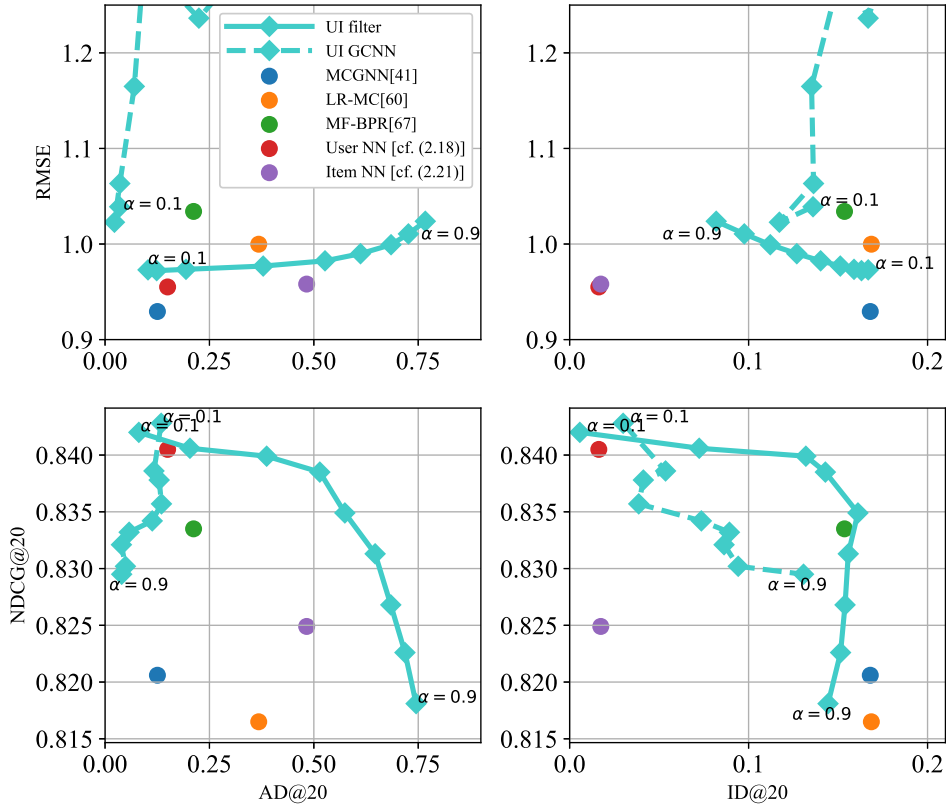 RMSE
1.2
1.1
1.0
0.9
0.00
0.25
0.50
0.75
UI filter
UI GCNN
MCGNN[41]
LR-MC[60]
MF-BPR[67]
User NN [cf. (2.18)]
Item NN [cf. (2.21)]
α = 0.1
α = 0.1
α = 0.9
1.2
1.1
1.0
0.9
0.0
0.1
0.2
α = 0.1
α = 0.9
α = 0.1
NDCG@20
0.840
0.835
0.830
0.825
0.820
0.815
0.00
0.25
0.50
0.75
AD@20
α = 0.1
α = 0.1
α = 0.9
α = 0.9
0.840
0.835
0.830
0.825
0.820
0.815
0.0
0.1
0.2
ID@20
α = 0.1
α = 0.1
α = 0.9
α = 0.9